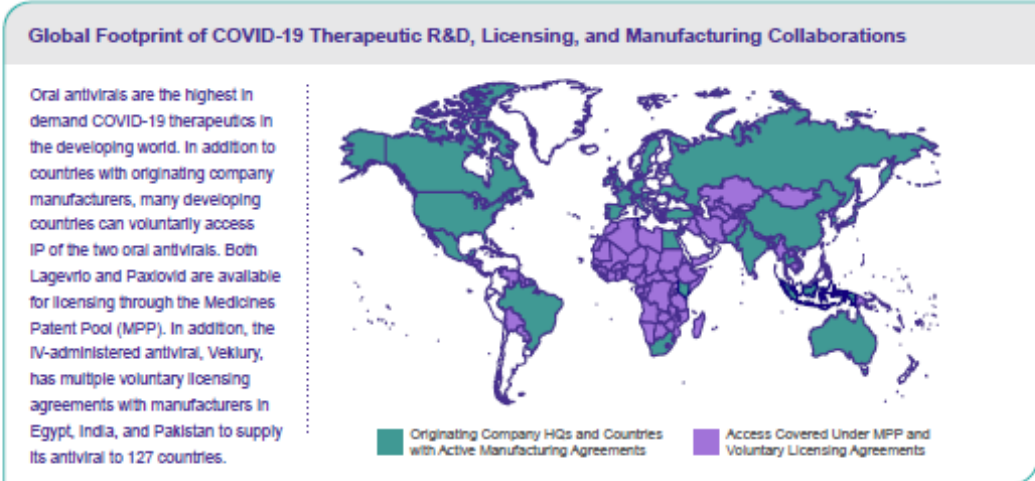 Global Footprint of COVID-19 Therapeutic R&D, Licensing, and Manufacturing Collaborations
Oral antivirals are the highest in
demand COVID-19 therapeutics in
the developing world. In addition to
countries with originating company
manufacturers, many developing
countries can voluntarily access
IP of the two oral antivirals. Both
Lagevrio and Paxlovid are available
for licensing through the Medicines
Patent Pool (MPP). In addition, the
IV-administered antiviral, Veklury,
has multiple voluntary licensing
agreements with manufacturers in
Egypt, India, and Pakistan to supply
its antiviral to 127 countries.
Originating Company HQs and Countries
with Active Manufacturing Agreements
Access Covered Under MPP and
Voluntary Licensing Agreements